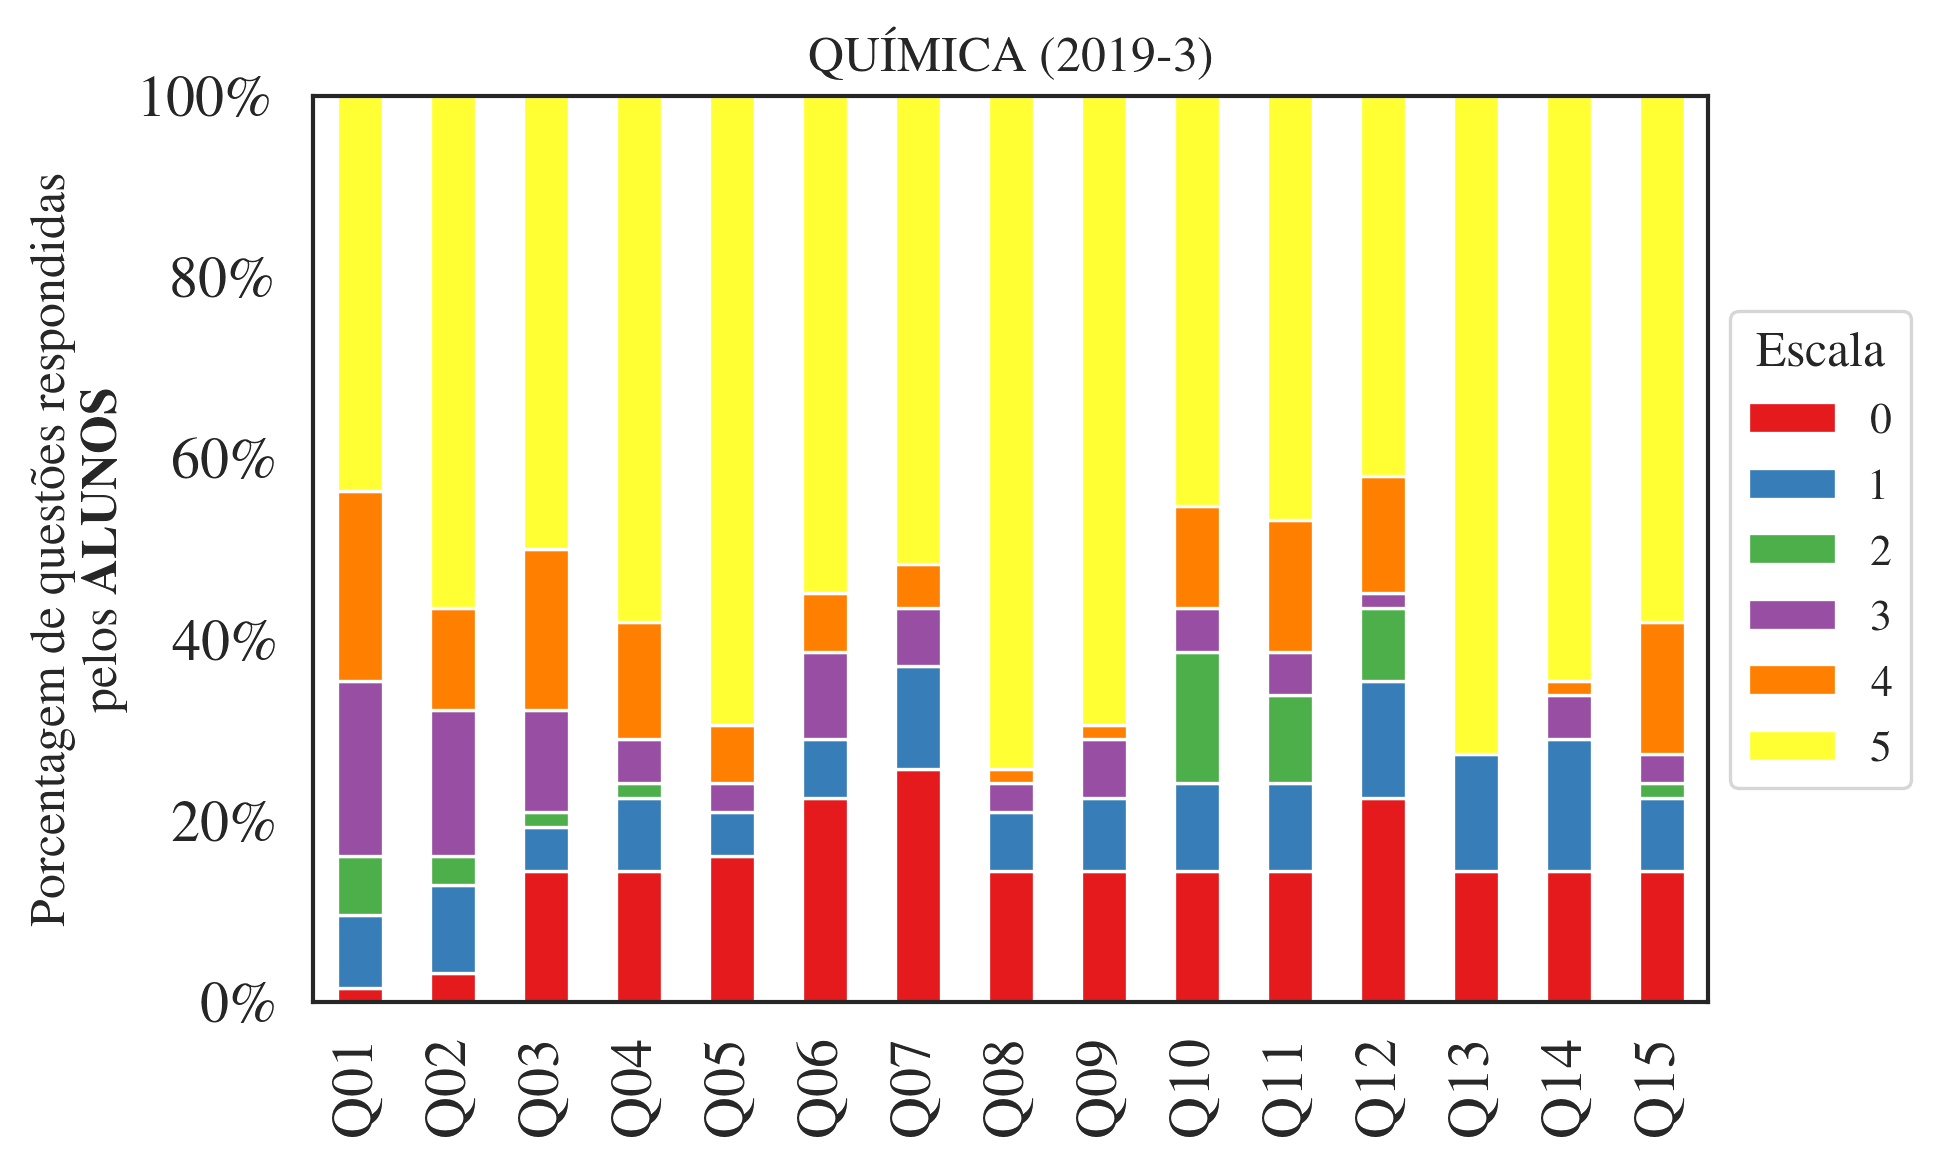 QUÍMICA (2019-3)
Porcentagem de questões respondidas
pelos ALUNOS
100%
80%
60%
40%
20%
0%
Q01
Q02
Q03
Q04
Q05
Q06
Q07
Q08
Q09
Q10
Q11
Q12
Q13
Q14
Q15
Escala
0
1
2
3
4
5